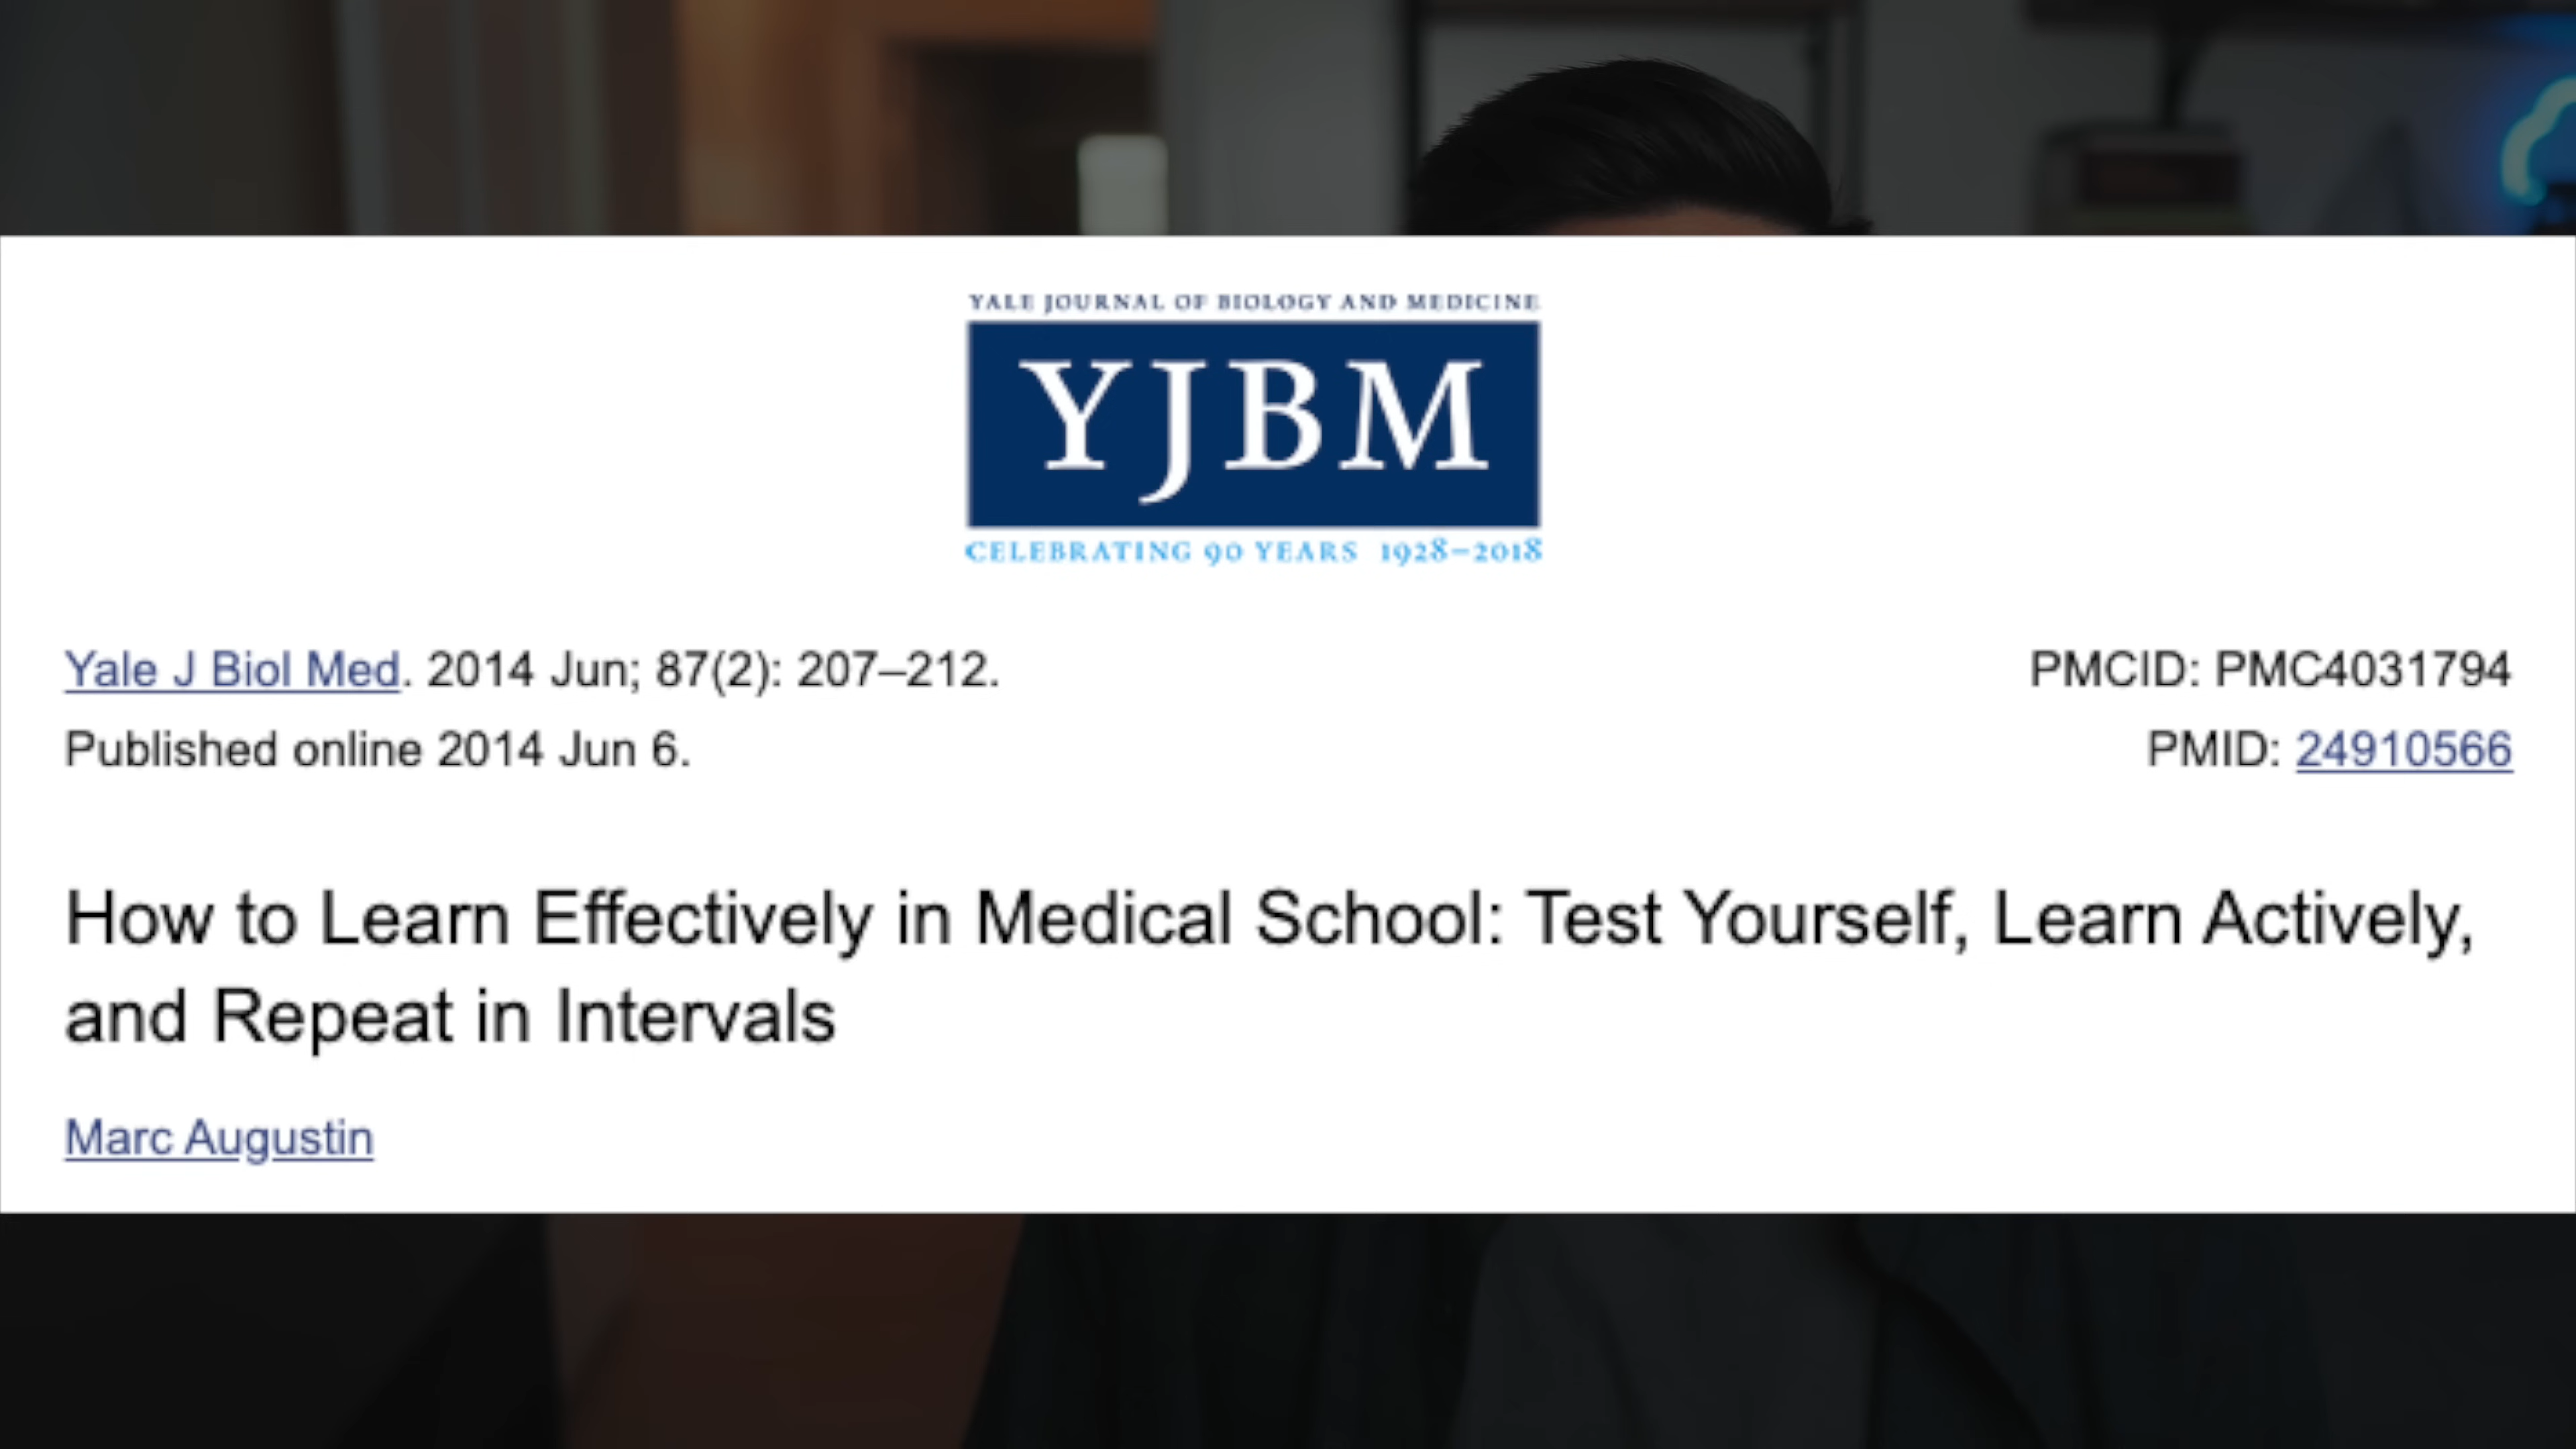 YALE JOURNAL OF BIOLOGY AND MEDICINE
YJBM
CELEBRATING 90 YEARS 1928–2018
Yale J Biol Med. 2014 Jun; 87(2): 207–212.
PMCID: PMC4031794
Published online 2014 Jun 6.
PMID: 24910566
How to Learn Effectively in Medical School: Test Yourself, Learn Actively,
and Repeat in Intervals
Marc Augustin